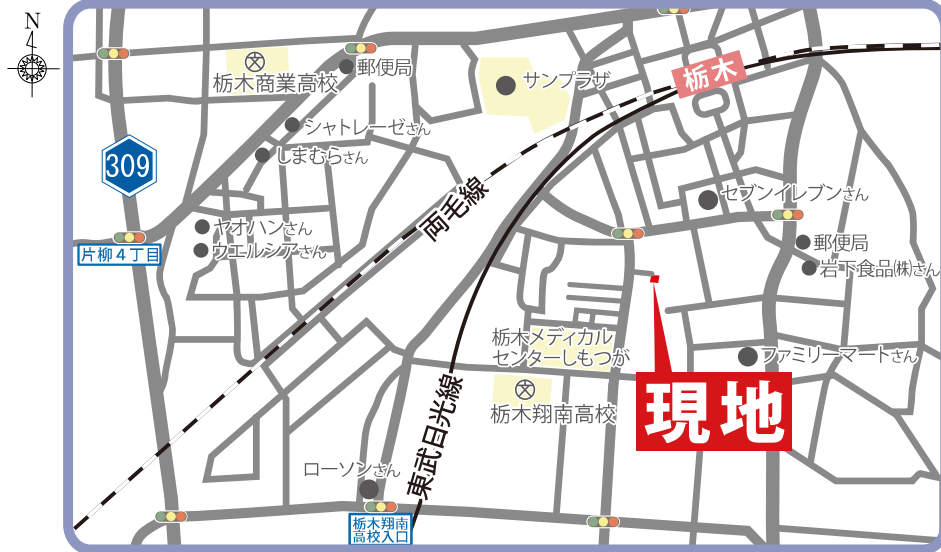 N
栃木商業高校
郵便局
サンプラザ
栃木
シャトレーゼさん
しまむらさん
309
両毛線
セブンイレブンさん
ヤオハンさん
ウエルシアさん
片柳4丁目
郵便局
岩下食品㈱さん
栃木メディカル
センターしもつが
ファミリーマートさん
現地
栃木翔南高校
東武日光線
ローソンさん
栃木翔南
高校入口